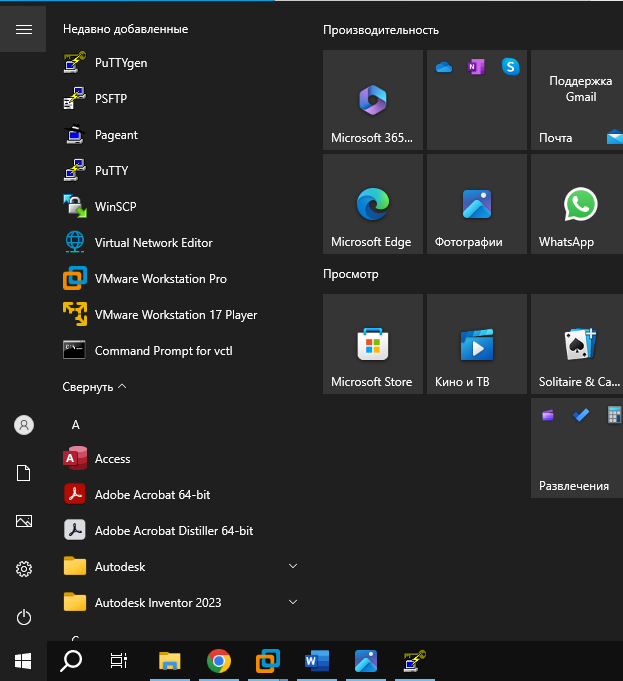 Недавно добавленные
PuTTYgen
PSFTP
Pageant
PuTTY
WinSCP
Virtual Network Editor
VMware Workstation Pro
VMware Workstation 17 Player
Command Prompt for vctl
Свернуть
A
Access
Adobe Acrobat 64-bit
Adobe Acrobat Distiller 64-bit
Autodesk
Autodesk Inventor 2023
Производительность
Microsoft 365...
Поддержка
Gmail
Почта
Microsoft Edge
Фотографии
WhatsApp
Просмотр
Microsoft Store
Кино и ТВ
Solitaire & Ca...
Развлечения